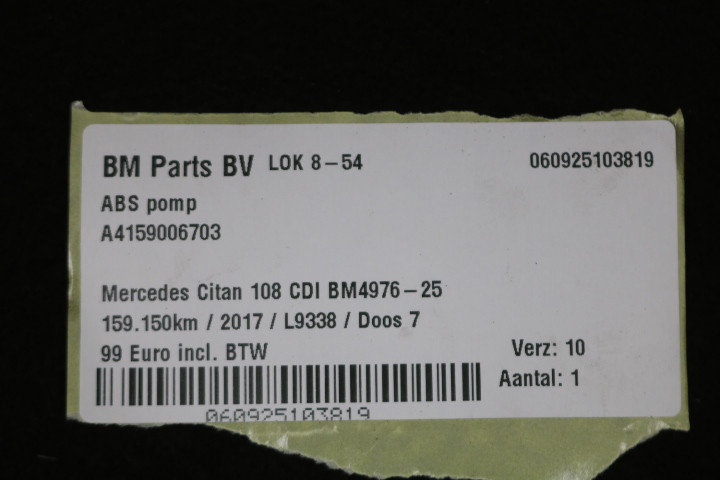 BM Parts BV LOK 8-54 060925103819
ABS pomp
A4159006703
Mercedes Citan 108 CDI BM4976-25
159.150km / 2017 / L9338 / Doos 7
99 Euro incl. BTW Verz: 10
Aantal: 1
060925103819